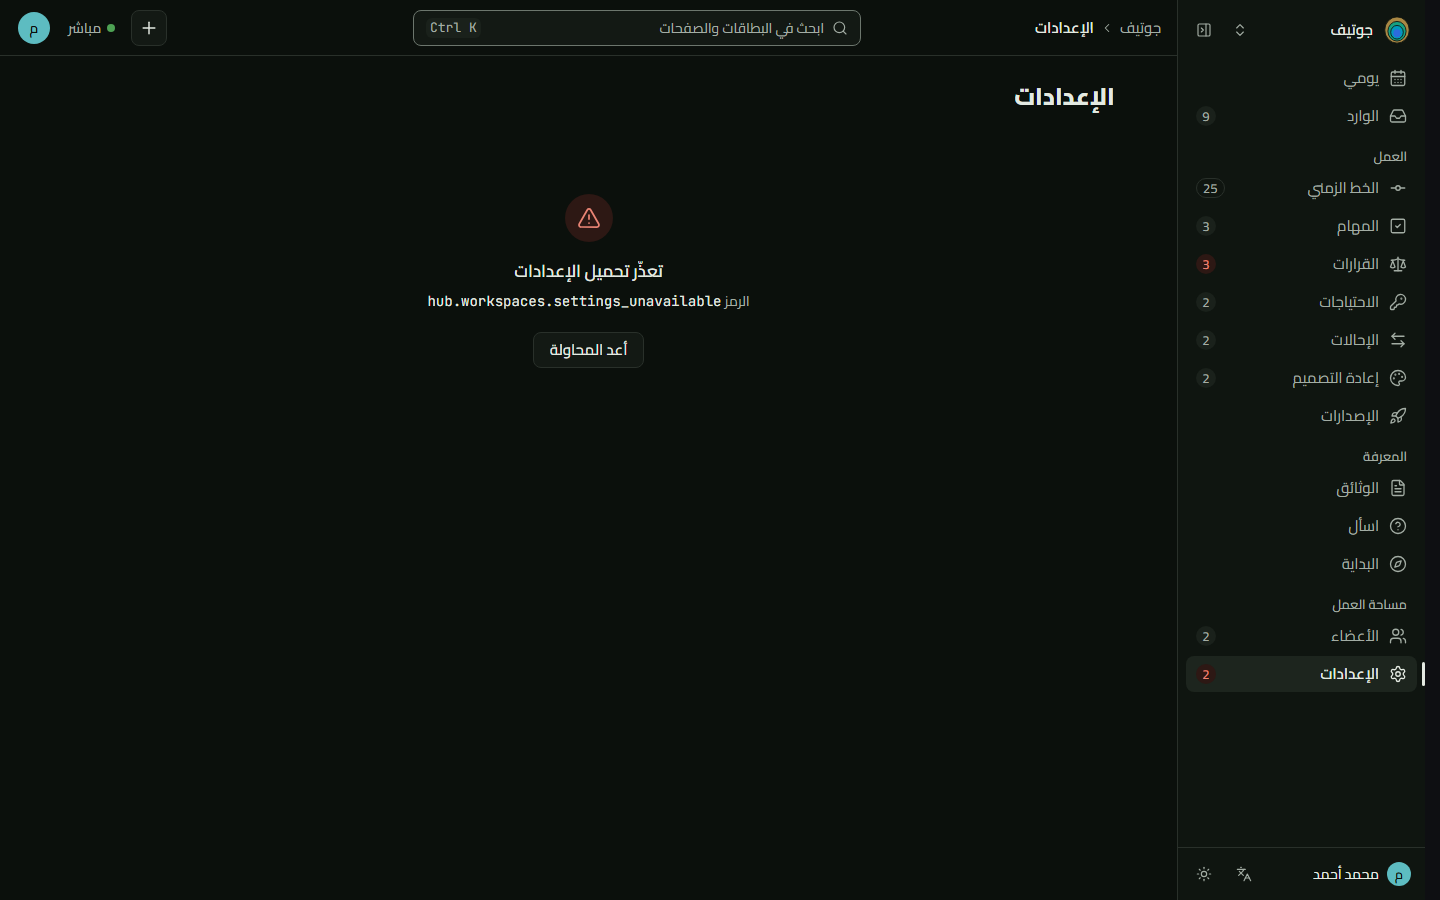 جوتيف
يومي
الوارد 9
العمل
الخط الزمني 25
المهام 3
القرارات 3
الاحتياجات 2
الإحالات 2
إعادة التصميم 2
الإصدارات
المعرفة
الوثائق
اسأل
البداية
مساحة العمل
الأعضاء 2
الإعدادات 2
م محمد أحمد
جوتيف الإعدادات
ابحث في البطاقات والصفحات Ctrl K
مباشر
م
الإعدادات
تعذّر تحميل الإعدادات
الرمز hub.workspaces.settings_unavailable
أعد المحاولة